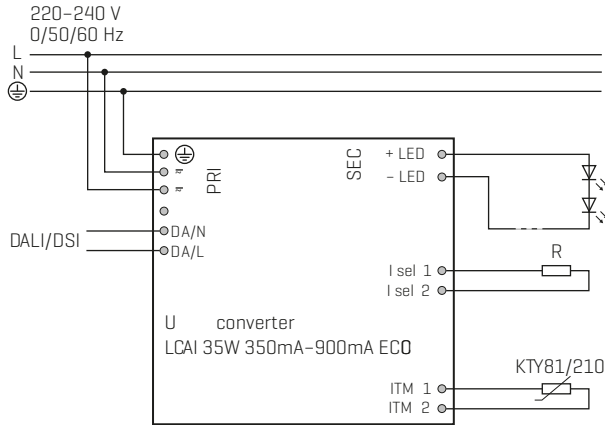 220–240 V
0/50/60 Hz
L
N
PRI
SEC
+ LED
– LED
DALI/DSI
DA/N
DA/L
I sel 1
I sel 2
R
U converter
LCAI 35W 350mA–900mA ECO
KTY81/210
ITM 1
ITM 2